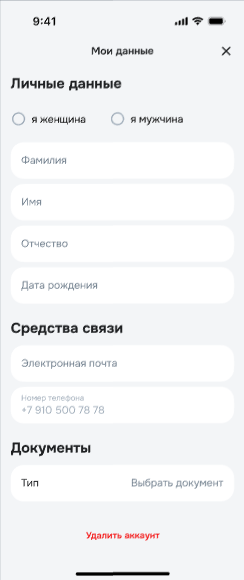 9:41
Мои данные
Личные данные
я женщина
я мужчина
Фамилия
Имя
Отчество
Дата рождения
Средства связи
Электронная почта
Номер телефона
+7 910 500 78 78
Документы
Тип
Выбрать документ
Удалить аккаунт